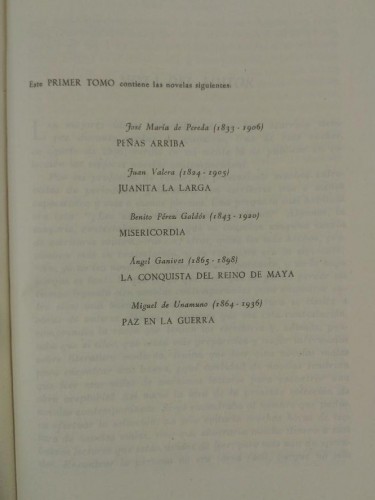 Este PRIMER TOMO contiene las novelas siguientes:
José María de Pereda (1833 - 1906)
PEÑAS ARRIBA
Juan Valera (1824 - 1905)
JUANITA LA LARGA
Benito Pérez Galdós (1843 - 1920)
MISERICORDIA
Ángel Ganivet (1865 - 1898)
LA CONQUISTA DEL REINO DE MAYA
Miguel de Unamuno (1864 - 1936)
PAZ EN LA GUERRA